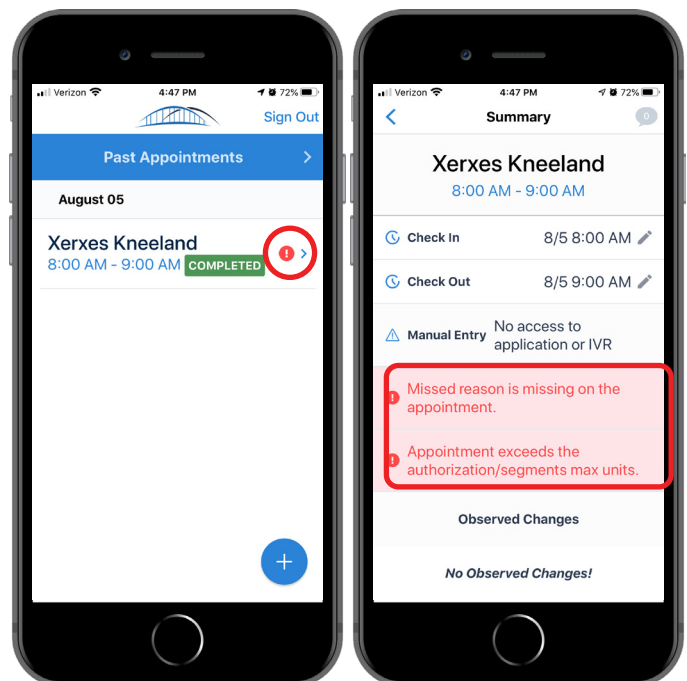 Verizon 4:47 PM 72%
Sign Out
Past Appointments
August 05
Xerxes Kneeland
8:00 AM - 9:00 AM COMPLETED
Verizon 4:47 PM 72%
Summary 0
Xerxes Kneeland
8:00 AM - 9:00 AM
Check In 8/5 8:00 AM
Check Out 8/5 9:00 AM
Manual Entry No access to
application or IVR
Missed reason is missing on the
appointment.
Appointment exceeds the
authorization/segments max units.
Observed Changes
No Observed Changes!